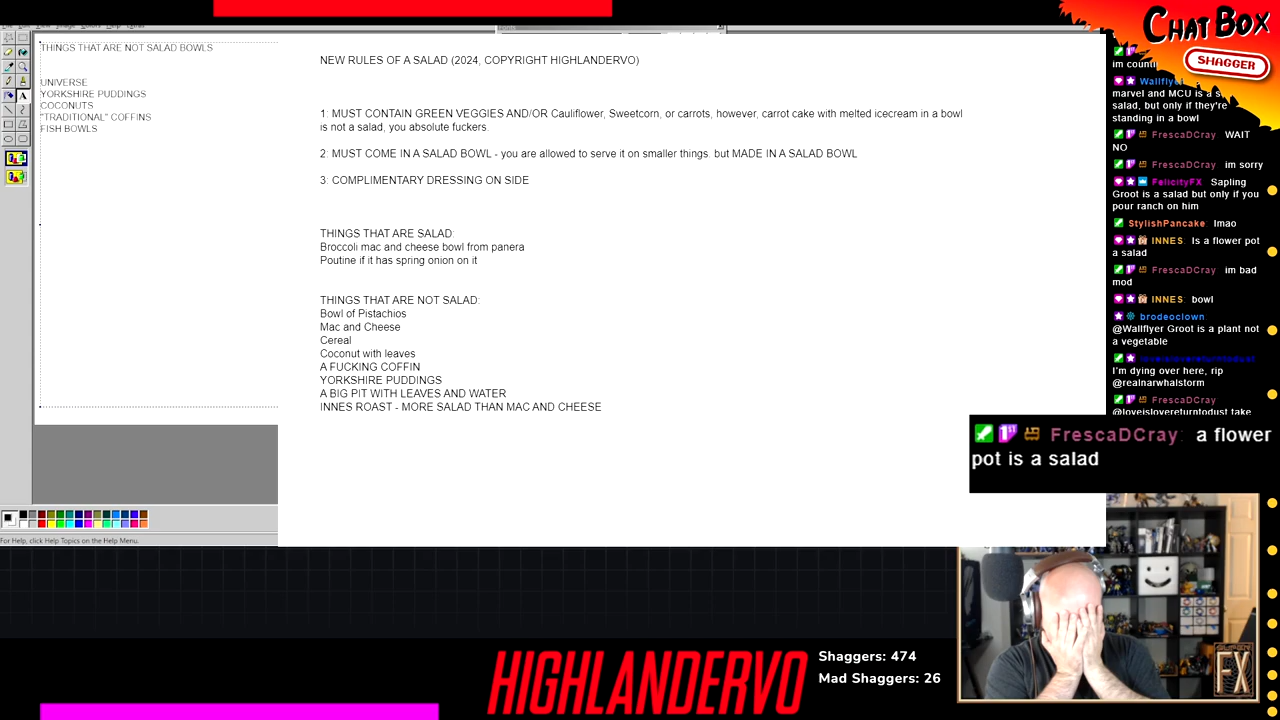 THINGS THAT ARE NOT SALAD BOWLS
UNIVERSE
YORKSHIRE PUDDINGS
COCONUTS
"TRADITIONAL" COFFINS
FISH BOWLS
For Help, click Help Topics on the Help Menu.
NEW RULES OF A SALAD (2024, COPYRIGHT HIGHLANDERVO)
1: MUST CONTAIN GREEN VEGGIES AND/OR Cauliflower, Sweetcorn, or carrots, however, carrot cake with melted icecream in a bowl
is not a salad, you absolute fuckers.
2: MUST COME IN A SALAD BOWL - you are allowed to serve it on smaller things. but MADE IN A SALAD BOWL
3: COMPLIMENTARY DRESSING ON SIDE
THINGS THAT ARE SALAD:
Broccoli mac and cheese bowl from panera
Poutine if it has spring onion on it
THINGS THAT ARE NOT SALAD:
Bowl of Pistachios
Mac and Cheese
Cereal
Coconut with leaves
A FUCKING COFFIN
YORKSHIRE PUDDINGS
A BIG PIT WITH LEAVES AND WATER
INNES ROAST - MORE SALAD THAN MAC AND CHEESE
CHAT BOX
SHAGGER
im counti
Wallflyer
marvel and MCU is a
salad, but only if they're
standing in a bowl
FrescaDCray: WAIT
NO
FrescaDCray: im sorry
FelicityFX: Sapling
Groot is a salad but only if you
pour ranch on him
StylishPancake: lmao
INNES: Is a flower pot
a salad
FrescaDCray: im bad
mod
INNES: bowl
brodeoclown:
@Wallflyer Groot is a plant not
a vegetable
I'm dying over here, rip
@realnarwhalstorm
FrescaDCray:
@loveislovereturntodust take
FrescaDCray: a flower
pot is a salad
HIGHLANDERVO
Shaggers: 474
Mad Shaggers: 26
FX